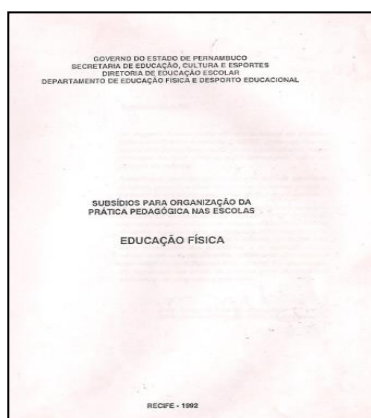 GOVERNO DO ESTADO DE PERNAMBUCO
SECRETARIA DE EDUCAÇÃO, CULTURA E ESPORTES
DIRETORIA DE EDUCAÇÃO ESCOLAR
DEPARTAMENTO DE EDUCAÇÃO FÍSICA E DESPORTO EDUCACIONAL
SUBSÍDIOS PARA ORGANIZAÇÃO DA
PRÁTICA PEDAGÓGICA NAS ESCOLAS
EDUCAÇÃO FÍSICA
RECIFE - 1992